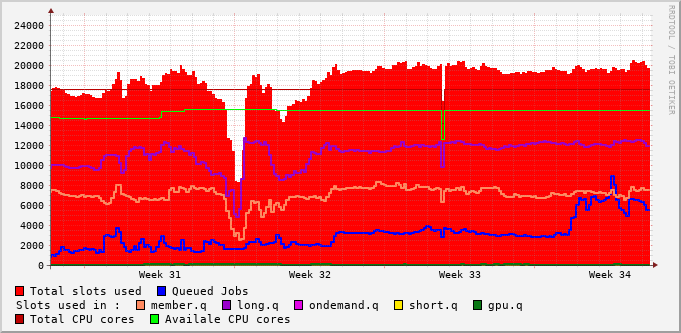 RRDTOOL / TOBI OETIKER
24000
22000
20000
18000
16000
14000
12000
10000
8000
6000
4000
2000
0
Week 31 Week 32 Week 33 Week 34
Total slots used Queued Jobs
Slots used in : member.q long.q ondemand.q short.q gpu.q
Total CPU cores Availale CPU cores